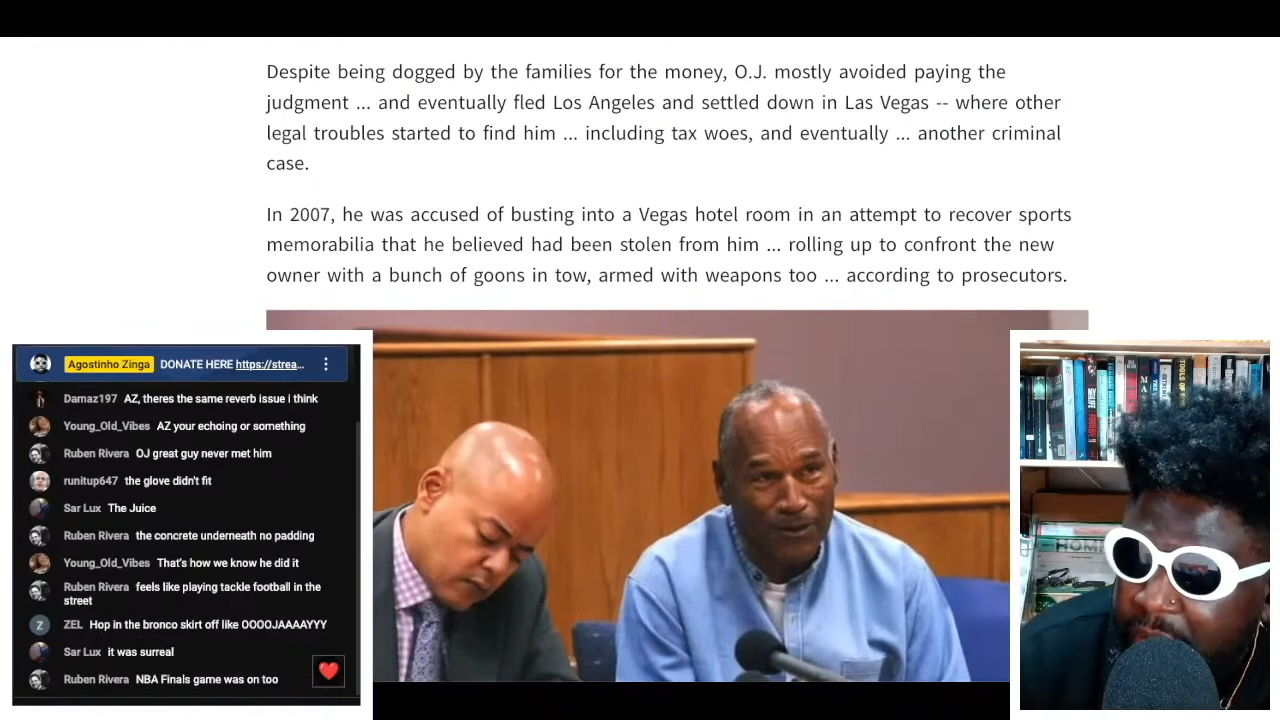 Despite being dogged by the families for the money, O.J. mostly avoided paying the
judgment ... and eventually fled Los Angeles and settled down in Las Vegas -- where other
legal troubles started to find him ... including tax woes, and eventually ... another criminal
case.
In 2007, he was accused of busting into a Vegas hotel room in an attempt to recover sports
memorabilia that he believed had been stolen from him ... rolling up to confront the new
owner with a bunch of goons in tow, armed with weapons too ... according to prosecutors.
Agostinho Zinga DONATE HERE https://strea...
Damaz197 AZ, theres the same reverb issue i think
Young_Old_Vibes AZ your echoing or something
Ruben Rivera OJ great guy never met him
runitup647 the glove didn't fit
Sar Lux The Juice
Ruben Rivera the concrete underneath no padding
Young_Old_Vibes That's how we know he did it
Ruben Rivera feels like playing tackle football in the
street
Z ZEL Hop in the bronco skirt off like OOOOJAAAAYYY
Sar Lux it was surreal
Ruben Rivera NBA Finals game was on too